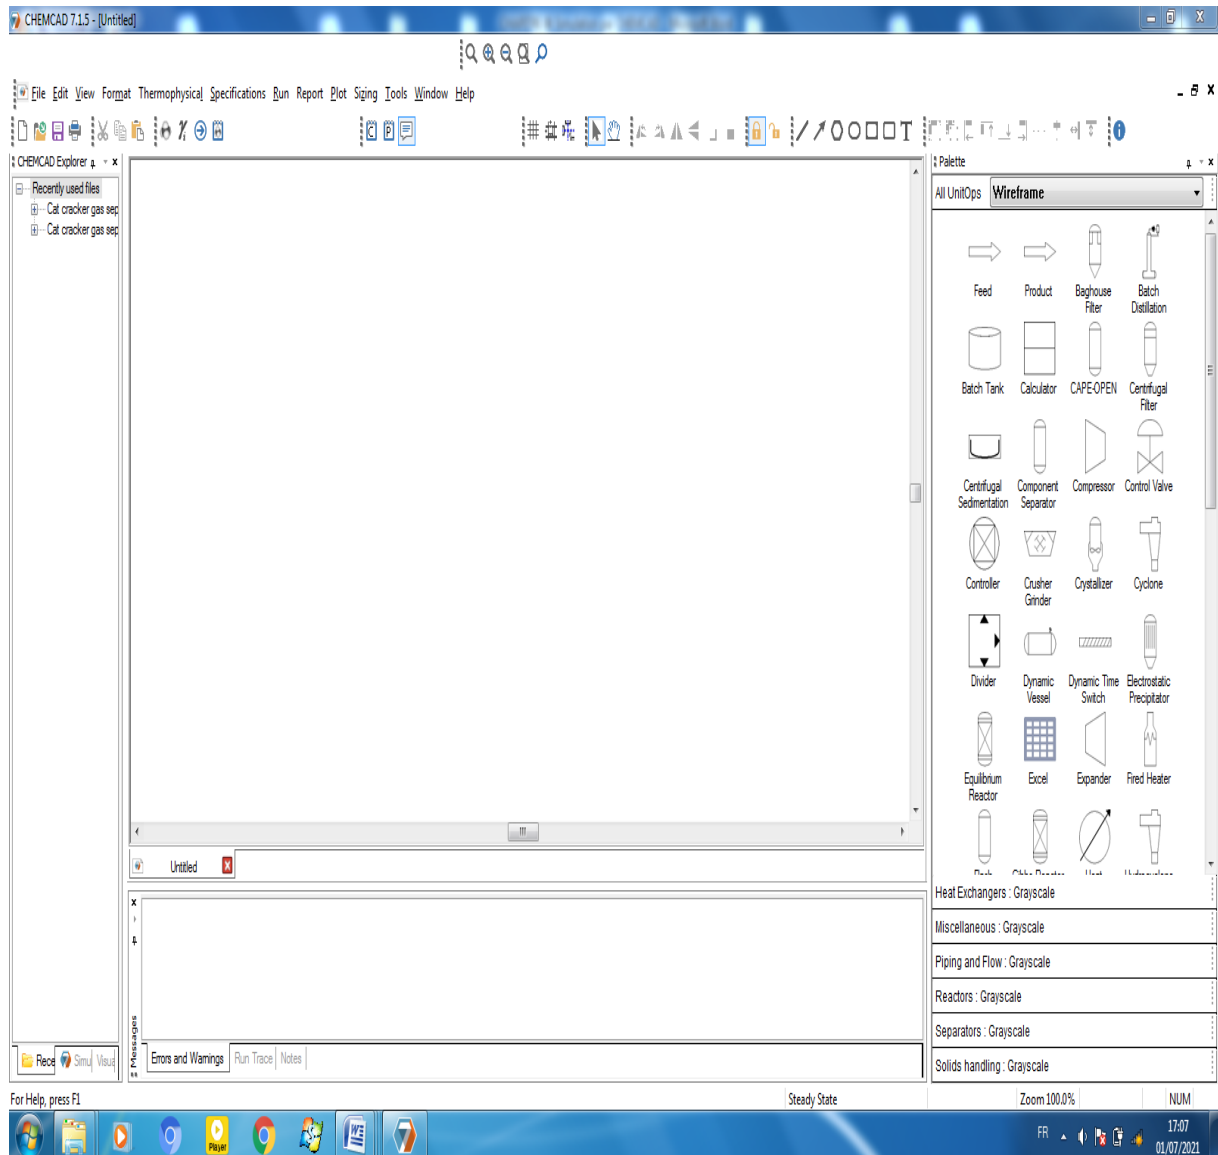 CHEMCAD 7.1.5 - [Untitled]
File Edit View Format Thermophysical Specifications Run Report Plot Sizing Tools Window Help
CHEMCAD Explorer
Recently used files
Cat cracker gas sep
Cat cracker gas sep
Palette
All UnitOps Wireframe
Feed Product Baghouse Filter Batch Distillation
Batch Tank Calculator CAPE-OPEN Centrifugal Filter
Centrifugal Sedimentation Component Separator Compressor Control Valve
Controller Crusher Grinder Crystallizer Cyclone
Divider Dynamic Vessel Dynamic Time Switch Electrostatic Precipitator
Equilibrium Reactor Excel Expander Fired Heater
Heat Exchangers : Grayscale
Miscellaneous : Grayscale
Piping and Flow : Grayscale
Reactors : Grayscale
Separators : Grayscale
Solids handling : Grayscale
Untitled
Messages
Errors and Warnings Run Trace Notes
Rece Simu Visua
For Help, press F1 Steady State Zoom 100.0% NUM
Player
FR
17:07
01/07/2021